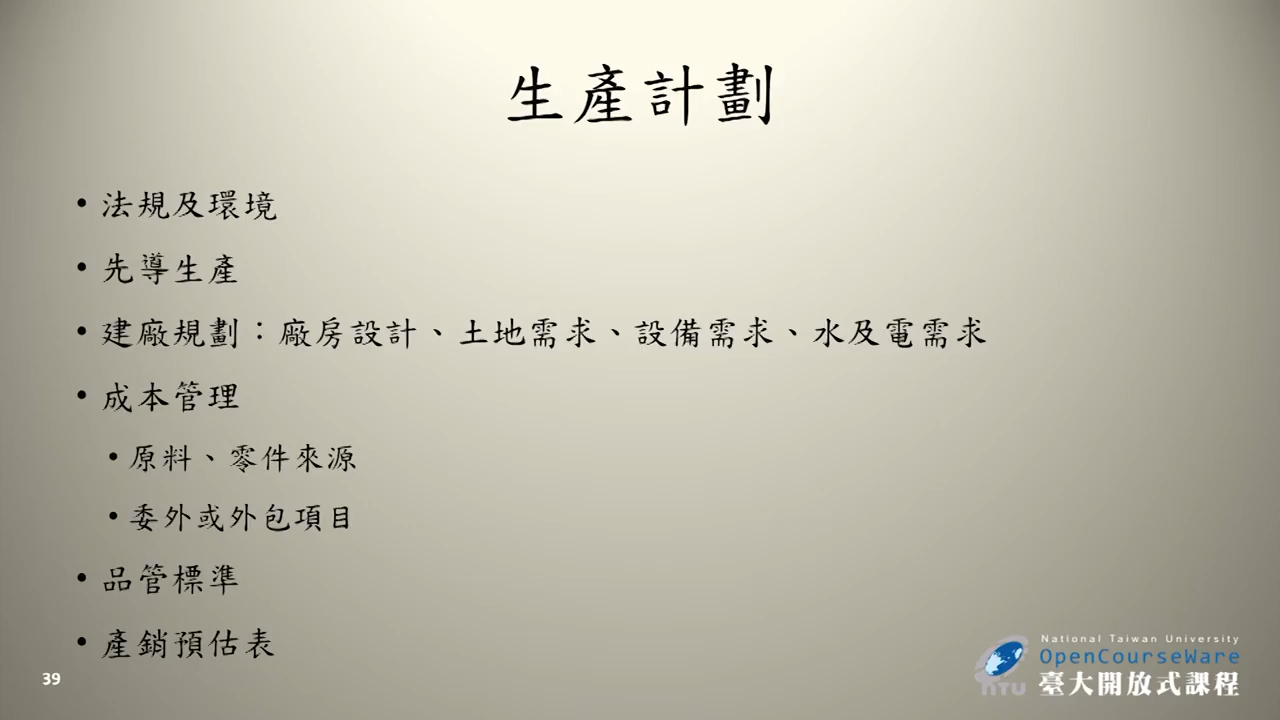 生產計劃
• 法規及環境
• 先導生產
• 建廠規劃：廠房設計、土地需求、設備需求、水及電需求
• 成本管理
• 原料、零件來源
• 委外或外包項目
• 品管標準
• 產銷預估表
39
National Taiwan University
OpenCourseWare
NTU 臺大開放式課程